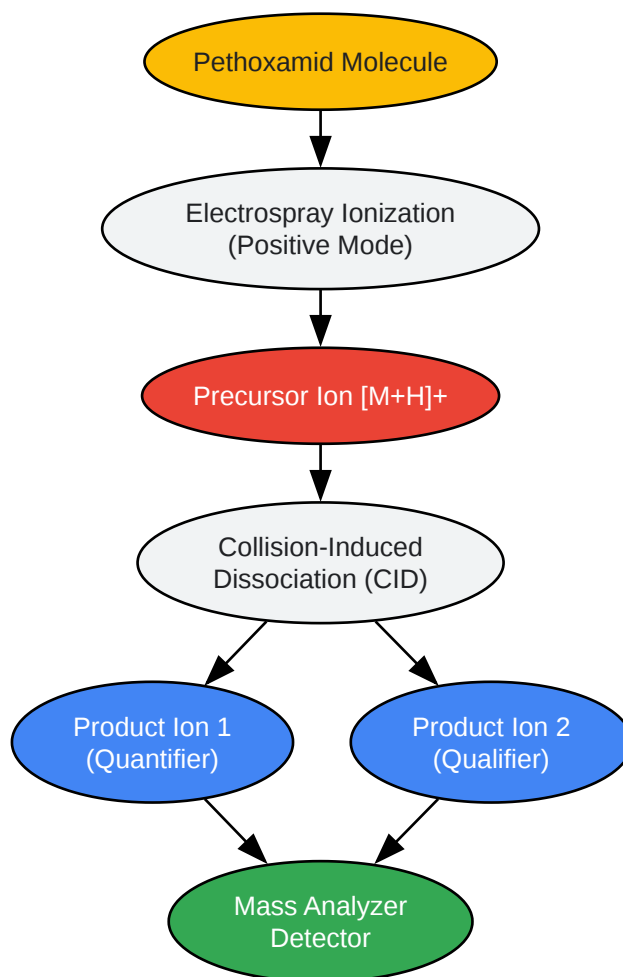 Pethoxamid Molecule
Electrospray Ionization
(Positive Mode)
Precursor Ion [M+H]+
Collision-Induced
Dissociation (CID)
Product Ion 1
(Quantifier)
Product Ion 2
(Qualifier)
Mass Analyzer
Detector